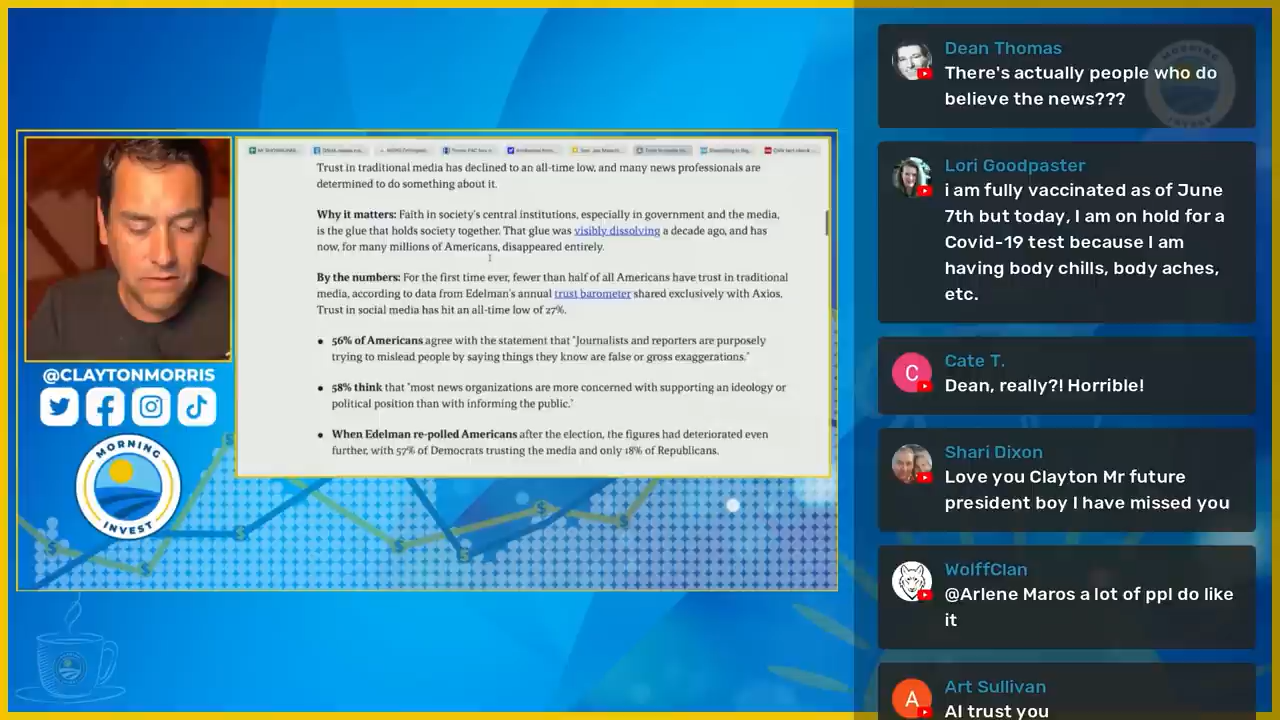 Trust in traditional media has declined to an all-time low, and many news professionals are
determined to do something about it.
Why it matters: Faith in society's central institutions, especially in government and the media,
is the glue that holds society together. That glue was visibly dissolving a decade ago, and has
now, for many millions of Americans, disappeared entirely.
By the numbers: For the first time ever, fewer than half of all Americans have trust in traditional
media, according to data from Edelman's annual trust barometer shared exclusively with Axios.
Trust in social media has hit an all-time low of 27%.
• 56% of Americans agree with the statement that "Journalists and reporters are purposely
trying to mislead people by saying things they know are false or gross exaggerations."
• 58% think that "most news organizations are more concerned with supporting an ideology or
political position than with informing the public."
• When Edelman re-polled Americans after the election, the figures had deteriorated even
further, with 57% of Democrats trusting the media and only 18% of Republicans.
@CLAYTONMORRIS
MORNING
INVEST
Dean Thomas
There's actually people who do
believe the news???
MORNING
INVEST
Lori Goodpaster
i am fully vaccinated as of June
7th but today, I am on hold for a
Covid-19 test because I am
having body chills, body aches,
etc.
C
Cate T.
Dean, really?! Horrible!
Shari Dixon
Love you Clayton Mr future
president boy I have missed you
WolffClan
@Arlene Maros a lot of ppl do like
it
A
Art Sullivan
AI trust you